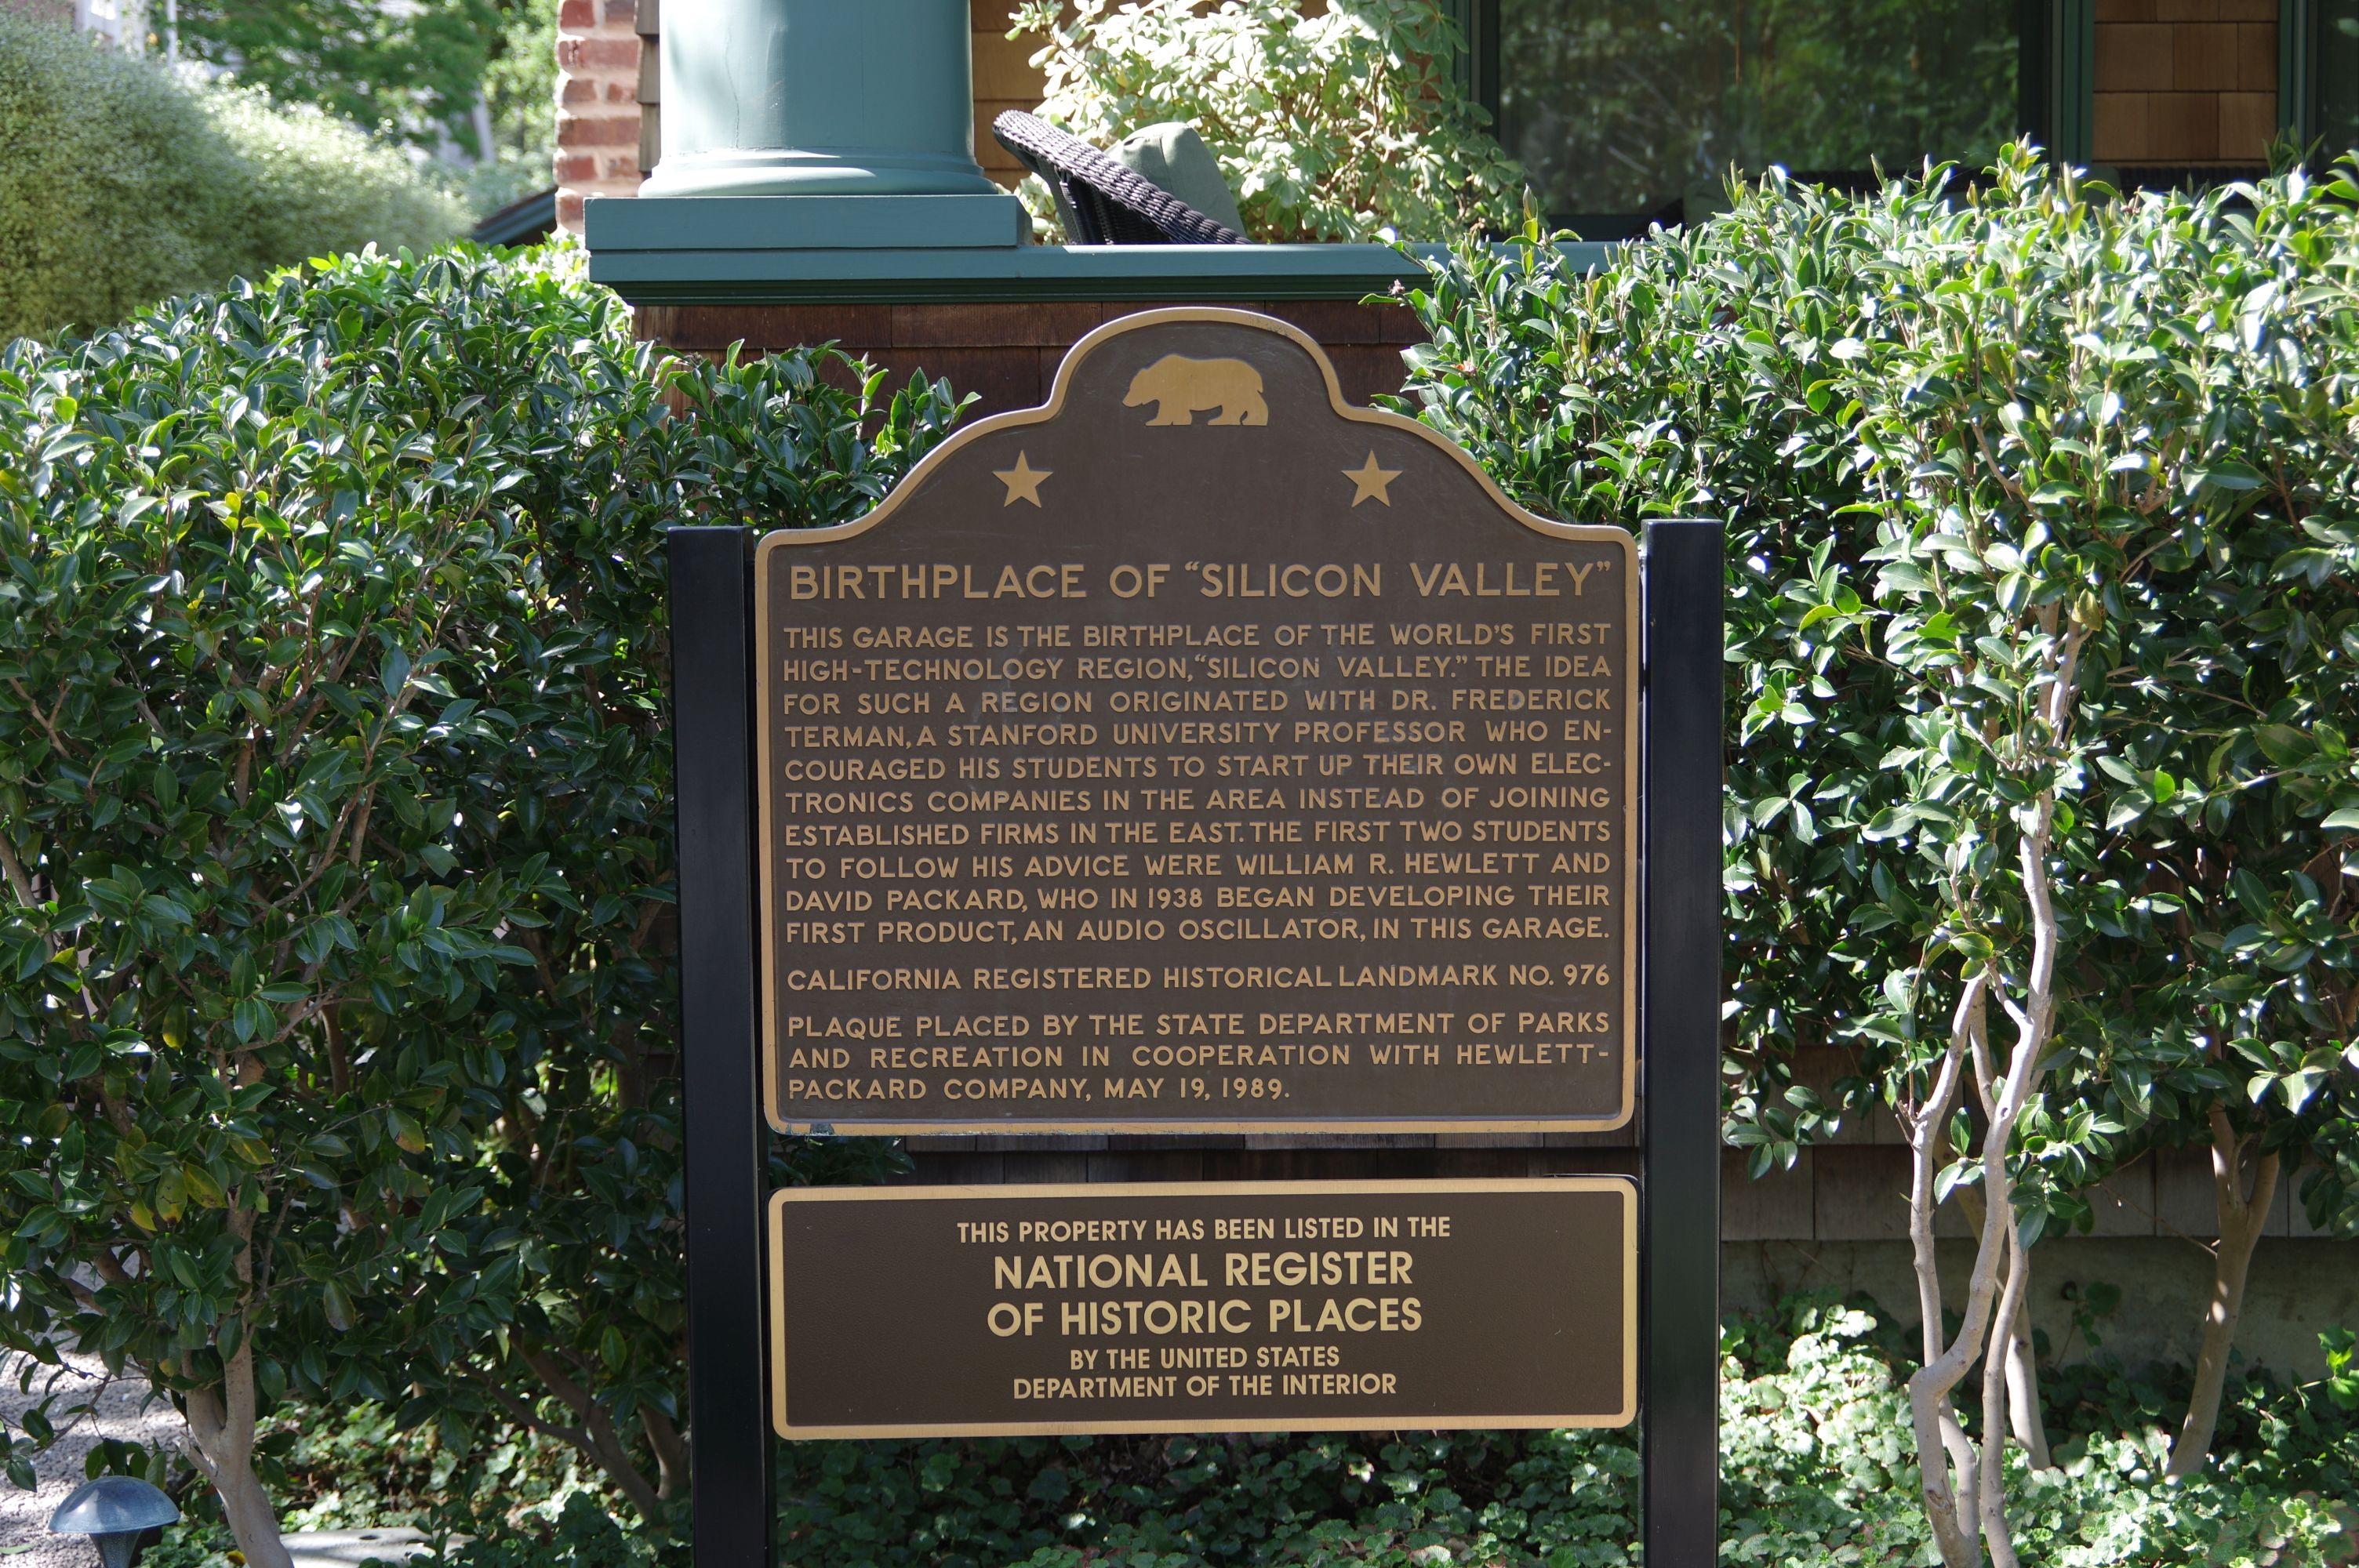 BIRTHPLACE OF “SILICON VALLEY”
THIS GARAGE IS THE BIRTHPLACE OF THE WORLD'S FIRST
HIGH-TECHNOLOGY REGION, “SILICON VALLEY.” THE IDEA
FOR SUCH A REGION ORIGINATED WITH DR. FREDERICK
TERMAN, A STANFORD UNIVERSITY PROFESSOR WHO EN-
COURAGED HIS STUDENTS TO START UP THEIR OWN ELEC-
TRONICS COMPANIES IN THE AREA INSTEAD OF JOINING
ESTABLISHED FIRMS IN THE EAST. THE FIRST TWO STUDENTS
TO FOLLOW HIS ADVICE WERE WILLIAM R. HEWLETT AND
DAVID PACKARD, WHO IN 1938 BEGAN DEVELOPING THEIR
FIRST PRODUCT, AN AUDIO OSCILLATOR, IN THIS GARAGE.
CALIFORNIA REGISTERED HISTORICAL LANDMARK NO. 976
PLAQUE PLACED BY THE STATE DEPARTMENT OF PARKS
AND RECREATION IN COOPERATION WITH HEWLETT-
PACKARD COMPANY, MAY 19, 1989.
THIS PROPERTY HAS BEEN LISTED IN THE
NATIONAL REGISTER
OF HISTORIC PLACES
BY THE UNITED STATES
DEPARTMENT OF THE INTERIOR